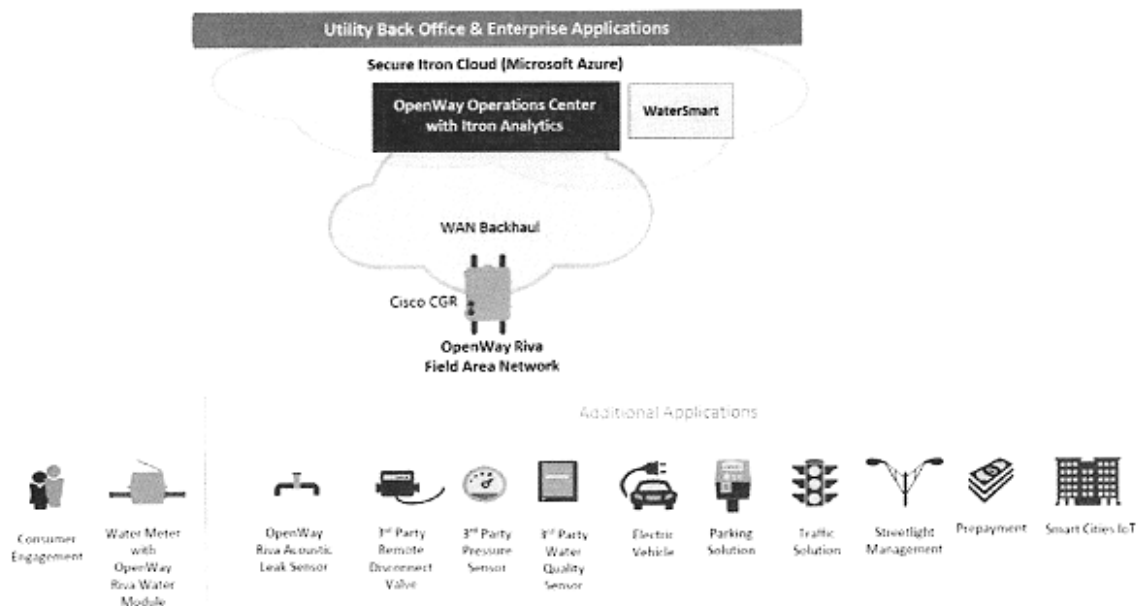 Utility Back Office & Enterprise Applications
Secure Itron Cloud (Microsoft Azure)
OpenWay Operations Center
with Itron Analytics
WaterSmart
WAN Backhaul
Cisco CGR
OpenWay Riva
Field Area Network
Additional Applications
Consumer
Engagement
Water Meter
with
OpenWay
Riva Water
Module
OpenWay
Riva Acoustic
Leak Sensor
3rd Party
Remote
Disconnect
Valve
3rd Party
Pressure
Sensor
3rd Party
Water
Quality
Sensor
Electric
Vehicle
Parking
Solution
Traffic
Solution
Streetlight
Management
Prepayment
Smart Cities IoT